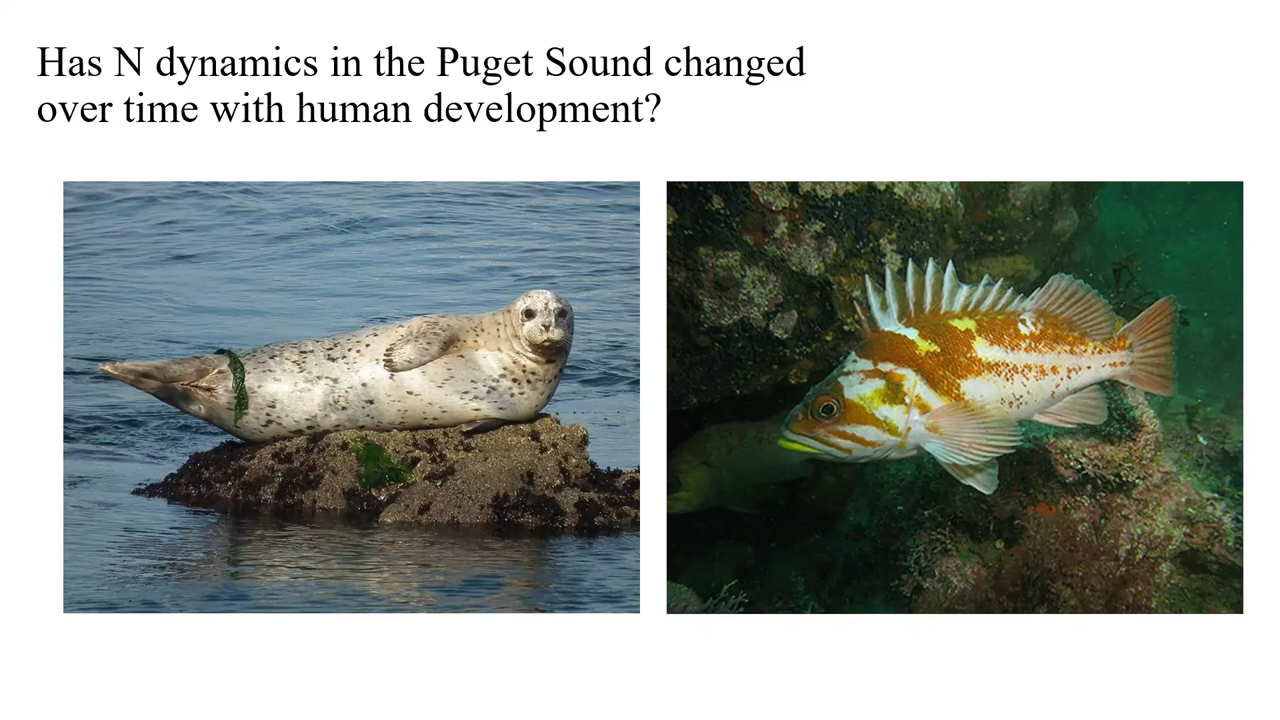 Has N dynamics in the Puget Sound changed
over time with human development?